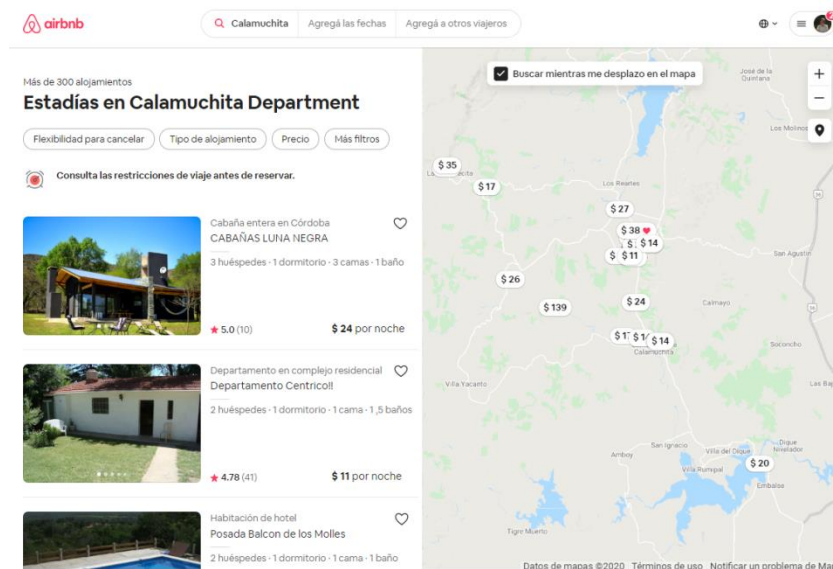 airbnb
Calamuchita
Agregá las fechas
Agregá a otros viajeros
Más de 300 alojamientos
Estadías en Calamuchita Department
Flexibilidad para cancelar
Tipo de alojamiento
Precio
Más filtros
Consulta las restricciones de viaje antes de reservar.
Cabaña entera en Córdoba
CABAÑAS LUNA NEGRA
3 huéspedes · 1 dormitorio · 3 camas · 1 baño
5.0 (10)
$ 24 por noche
Departamento en complejo residencial
Departamento Centrico!!
2 huéspedes · 1 dormitorio · 1 cama · 1 ,5 baños
4.78 (41)
$ 11 por noche
Habitación de hotel
Posada Balcon de los Molles
2 huéspedes · 1 dormitorio · 1 cama · 1 baño
Buscar mientras me desplazo en el mapa
José de la
Quintana
+
−
Los Molinos
$ 35
$ 17
Los Reartes
$ 27
$ 38
$ 14
$ 11
San Agustín
$ 26
$ 139
$ 24
Calmayo
$ 14
Calamuchita
Soconcho
Villa Yacanto
San Ignacio
Amboy
Villa del Dique
Dique
Nivelador
Villa Rumipal
$ 20
Embalse
Tigre Muerto
Datos de mapas ©2020
Términos de uso
Notificar un problema de Ma